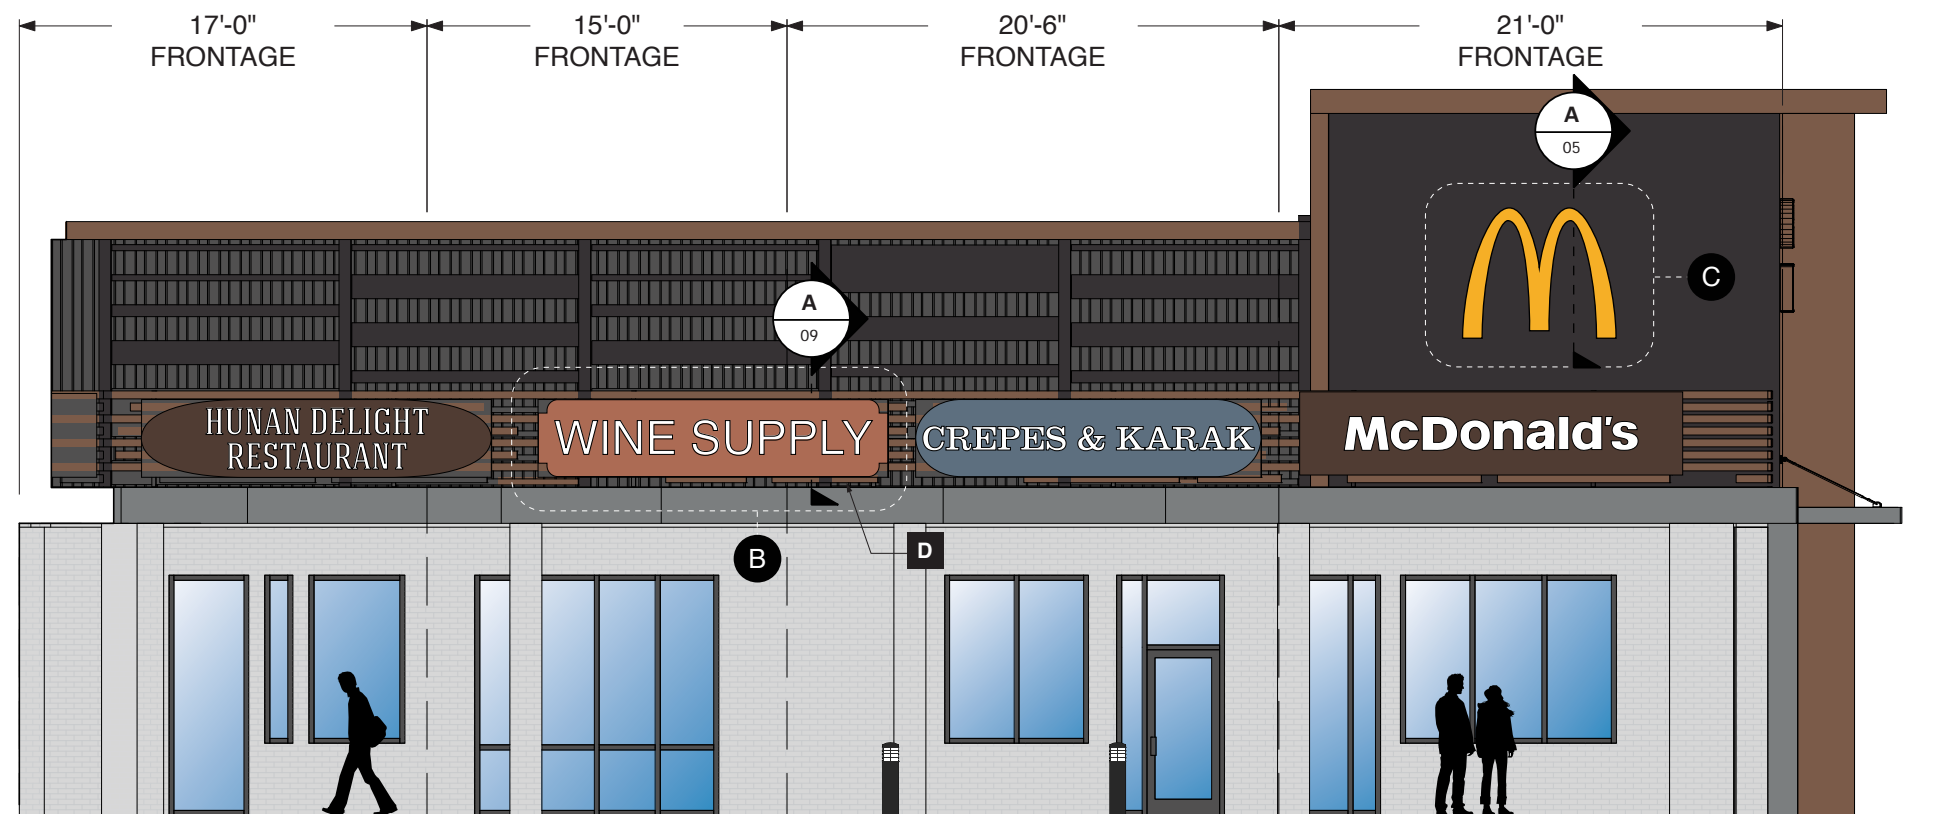 17'-0"
FRONTAGE
15'-0"
FRONTAGE
20'-6"
FRONTAGE
21'-0"
FRONTAGE
A
05
C
A
09
HUNAN DELIGHT
RESTAURANT
WINE SUPPLY
CREPES & KARAK
McDonald's
B
D